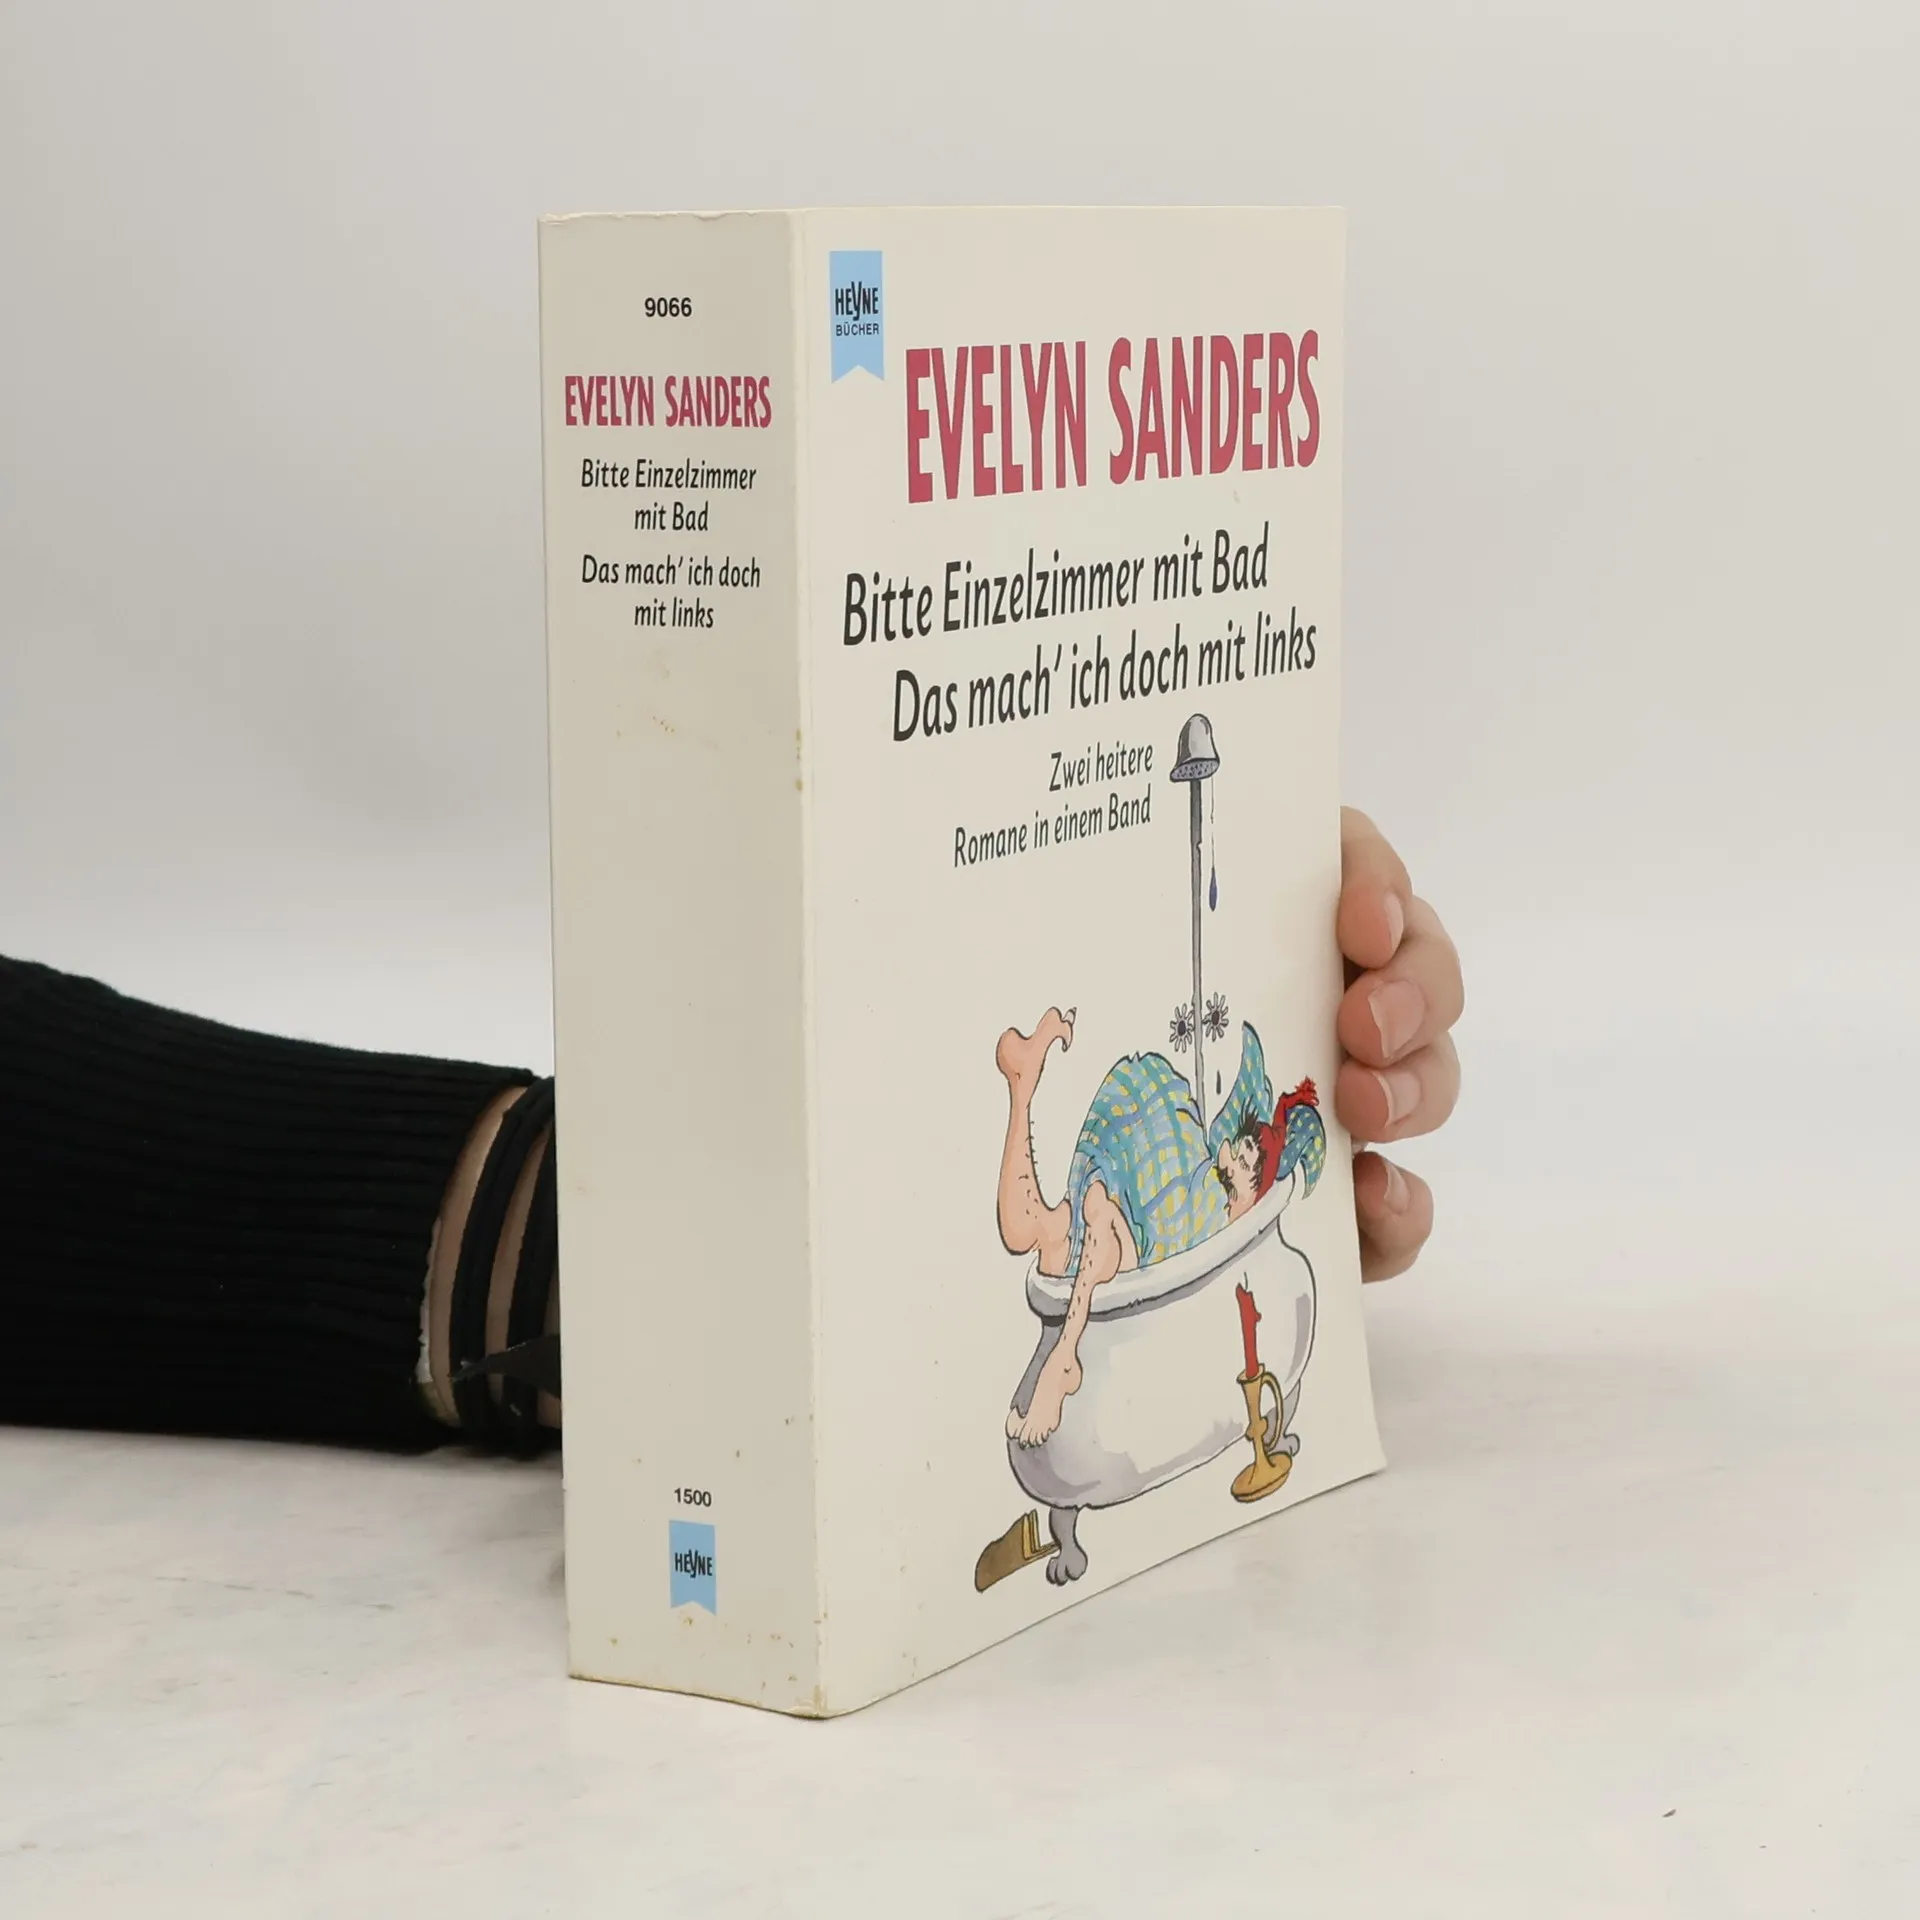 9066
EVELYN SANDERS
Bitte Einzelzimmer
mit Bad
Das mach' ich doch
mit links
1500
HEYNE
HEYNE
BÜCHER
EVELYN SANDERS
Bitte Einzelzimmer mit Bad
Das mach' ich doch mit links
Zwei heitere
Romane in einem Band